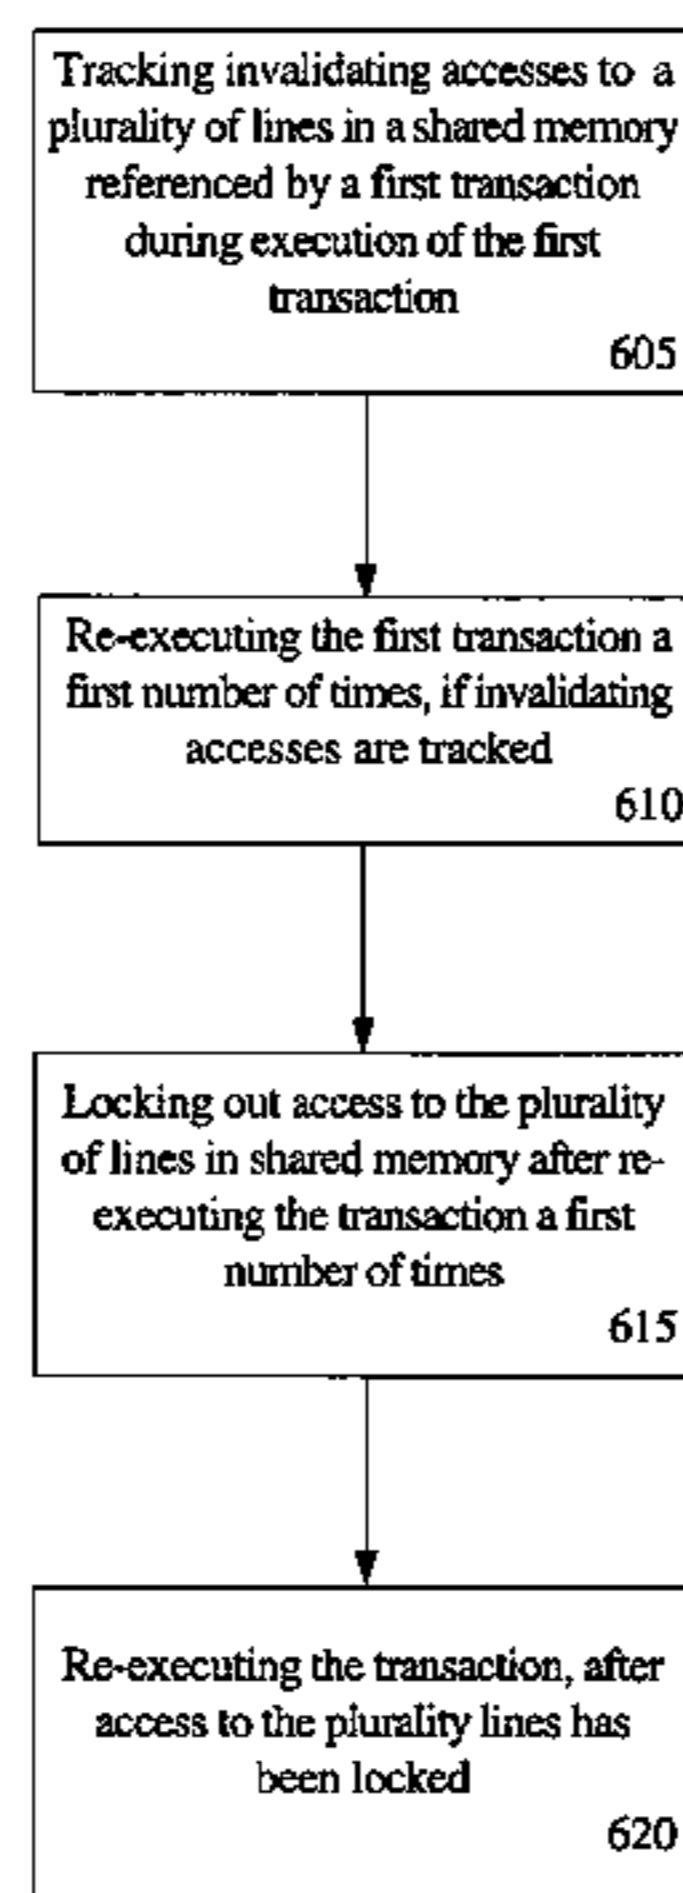 Tracking invalidating accesses to a
plurality of lines in a shared memory
referenced by a first transaction
during execution of the first
transaction
605
Re-executing the first transaction a
first number of times, if invalidating
accesses are tracked
610
Locking out access to the plurality
of lines in shared memory after re-
executing the transaction a first
number of times
615
Re-executing the transaction, after
access to the plurality lines has
been locked
620